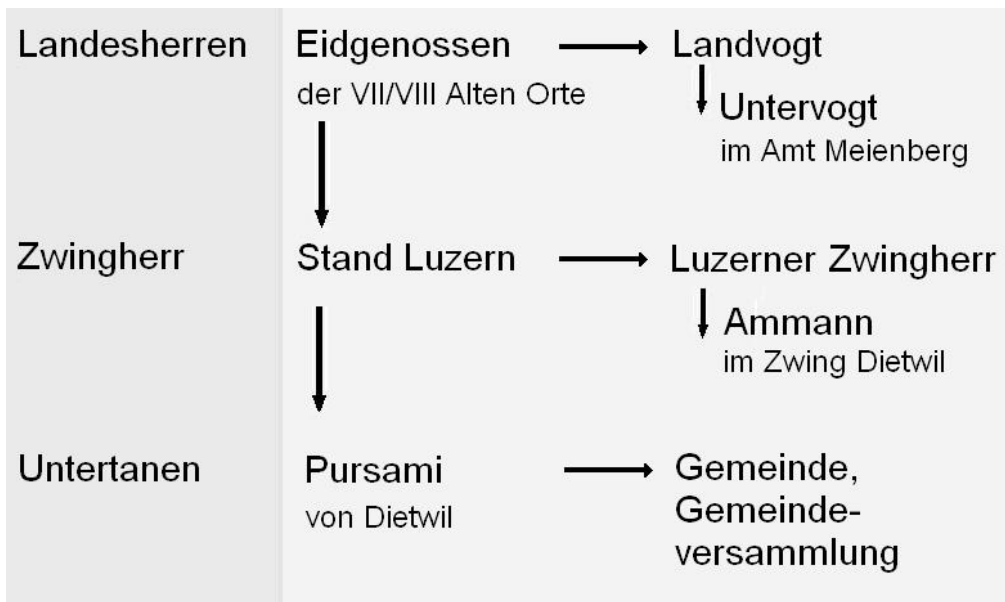 Landesherren Eidgenossen Landvogt
der VII/VIII Alten Orte
Untervogt
im Amt Meienberg
Zwingherr Stand Luzern Luzerner Zwingherr
Ammann
im Zwing Dietwil
Untertanen Pursami Gemeinde,
von Dietwil Gemeinde-
versammlung